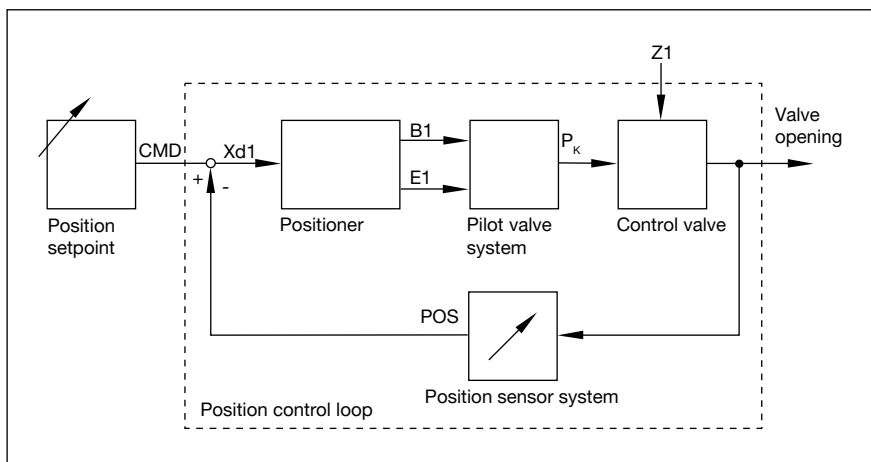 Z1
Valve
opening
B1
CMD
Xd1
P K
+
-
E1
Position
setpoint
Positioner
Pilot valve
system
Control valve
POS
Position sensor system
Position control loop